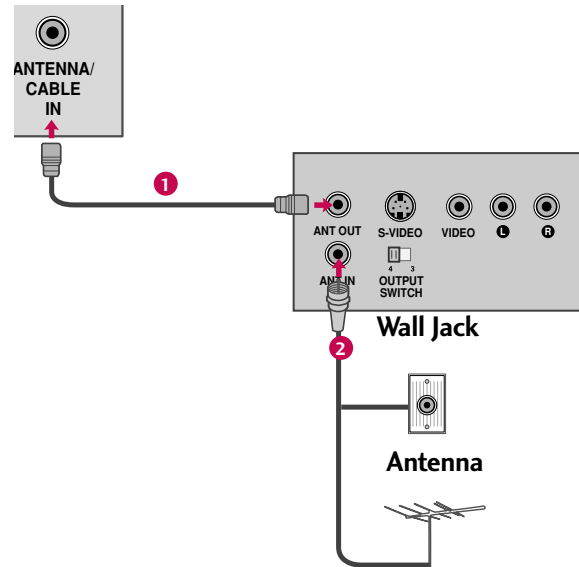 ANTENNA/
CABLE
IN
1
ANT OUT
S-VIDEO
VIDEO
L
R
ANT IN
4 3
OUTPUT
SWITCH
Wall Jack
2
Antenna